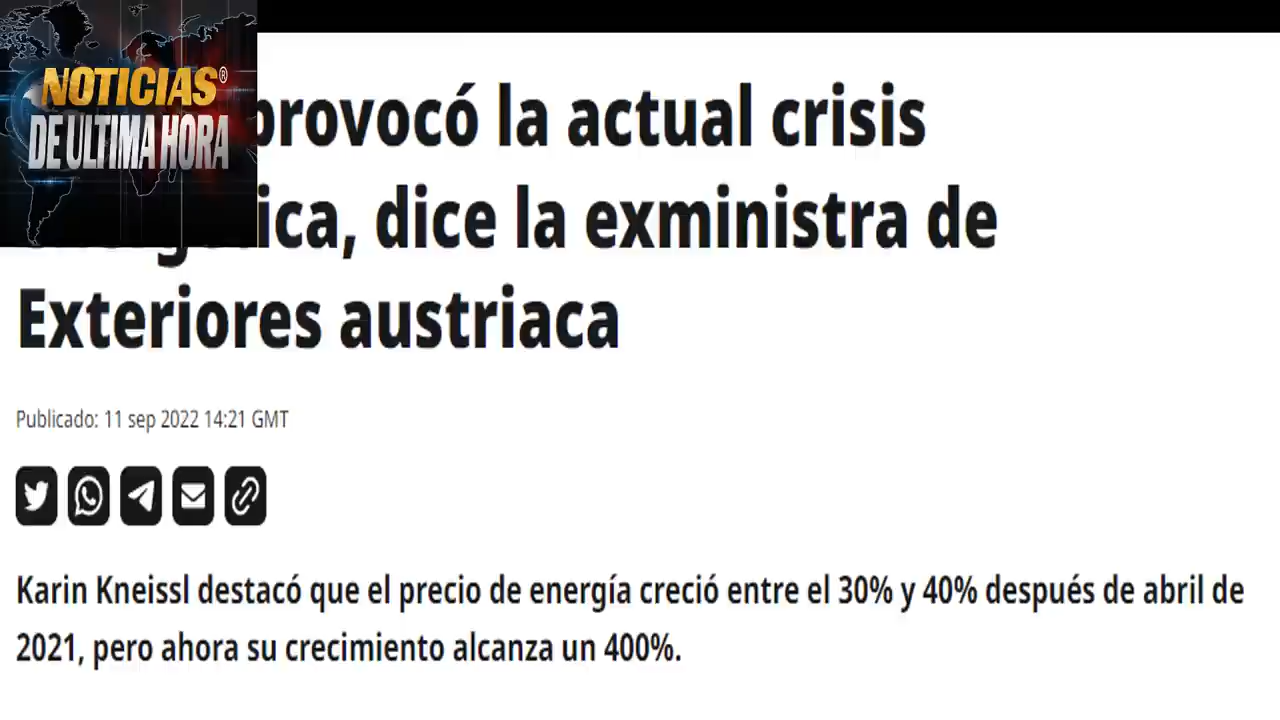 NOTICIAS®
DE ULTIMA HORA
provocó la actual crisis
dice la exministra de
Exteriores austriaca
Publicado: 11 sep 2022 14:21 GMT
Karin Kneissl destacó que el precio de energía creció entre el 30% y 40% después de abril de
2021, pero ahora su crecimiento alcanza un 400%.